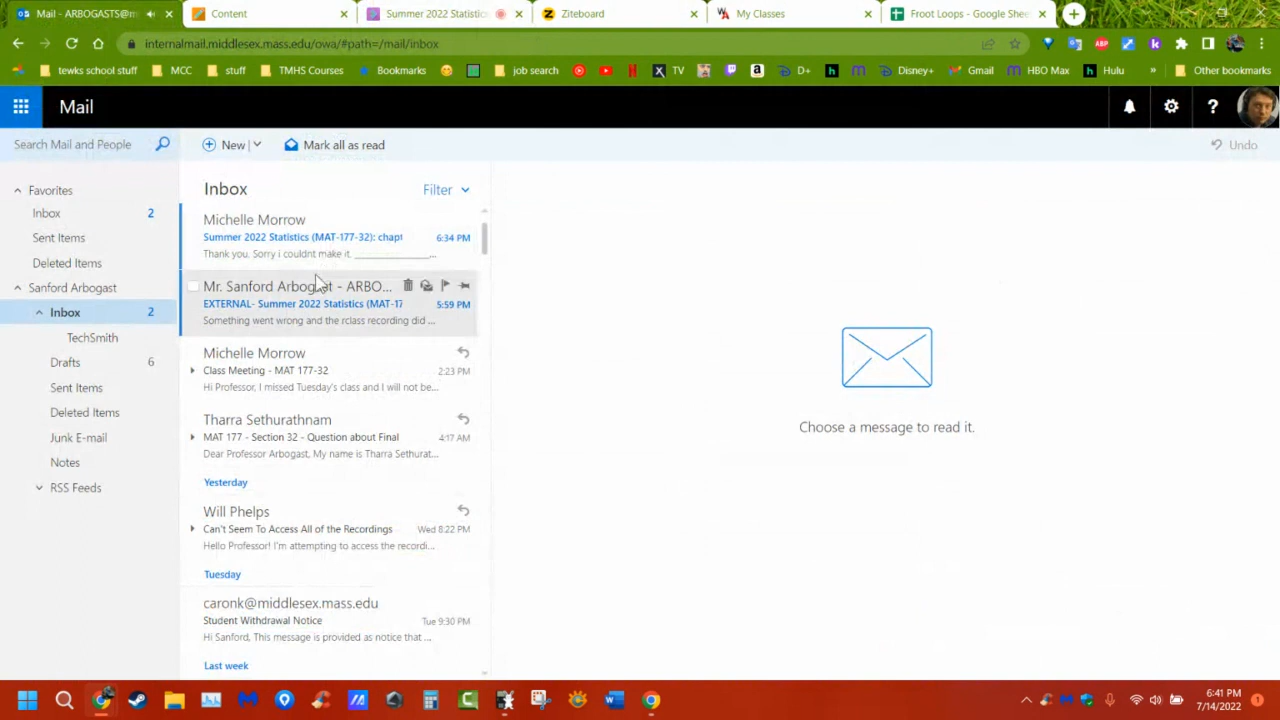 Mail - ARBOGASTS@m
Content
Summer 2022 Statistic
Ziteboard
My Classes
Froot Loops - Google Shee
internalmail.middlesex.mass.edu/owa/#path=/mail/inbox
tewks school stuff
MCC
stuff
TMHS Courses
Bookmarks
job search
TV
D+
Disney+
Gmail
HBO Max
Hulu
»
Other bookmarks
Mail
Search Mail and People
New
Mark all as read
Undo
Favorites
Inbox 2
Sent Items
Deleted Items
Sanford Arbogast
Inbox 2
TechSmith
Drafts 6
Sent Items
Deleted Items
Junk E-mail
Notes
RSS Feeds
Inbox
Filter
Michelle Morrow
Summer 2022 Statistics (MAT-177-32): chapt 6:34 PM
Thank you. Sorry i couldnt make it. ________________...
Mr. Sanford Arbogast - ARBO...
EXTERNAL- Summer 2022 Statistics (MAT-17 5:59 PM
Something went wrong and the rclass recording did ...
Michelle Morrow
Class Meeting - MAT 177-32 2:23 PM
Hi Professor, I missed Tuesday's class and I will not be...
Tharra Sethurathnam
MAT 177 - Section 32 - Question about Final 4:17 AM
Dear Professor Arbogast, My name is Tharra Sethurat...
Yesterday
Will Phelps
Can't Seem To Access All of the Recordings Wed 8:22 PM
Hello Professor! I'm attempting to access the recordi...
Tuesday
caronk@middlesex.mass.edu
Student Withdrawal Notice Tue 9:30 PM
Hi Sanford, This message is provided as notice that ...
Last week
Choose a message to read it.
6:41 PM
7/14/2022